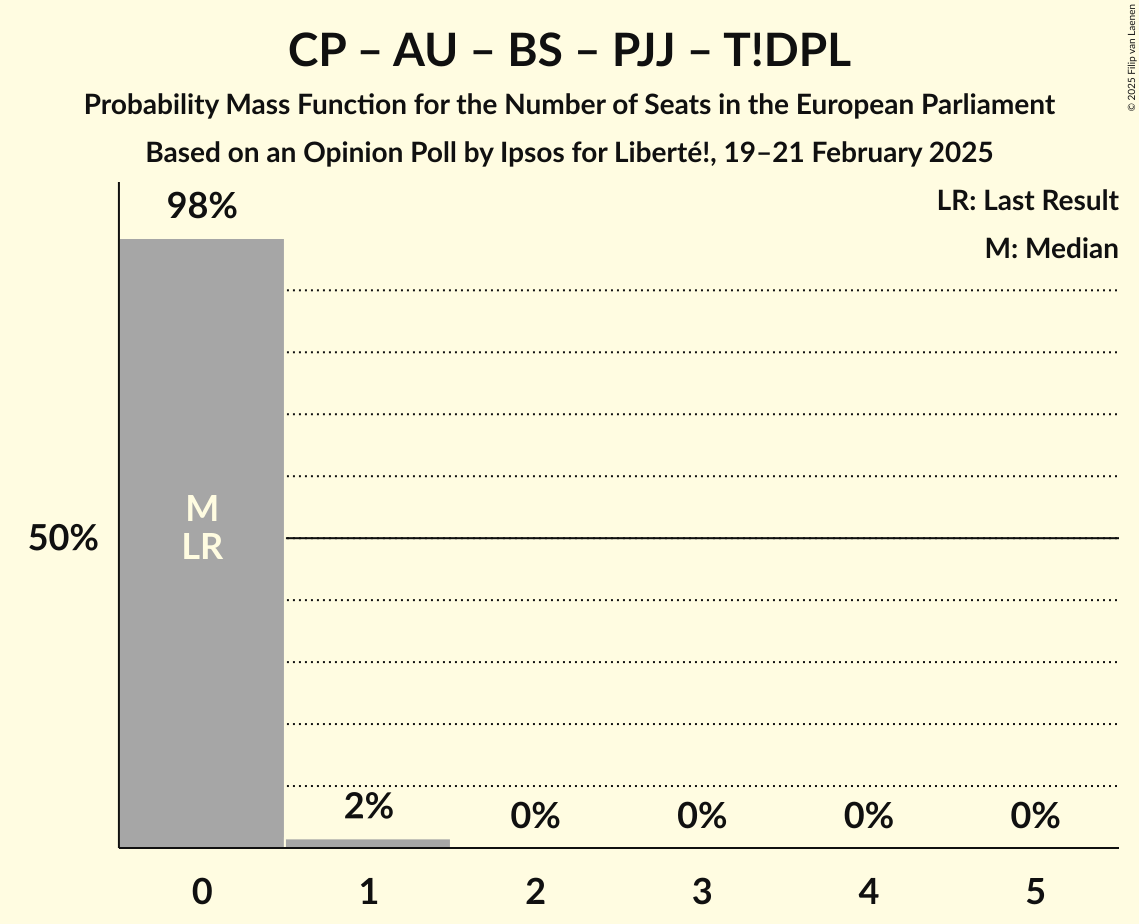 CP – AU – BS – PJJ – T!DPL
Probability Mass Function for the Number of Seats in the European Parliament
Based on an Opinion Poll by Ipsos for Liberté!, 19–21 February 2025
© 2025 Filip van Laenen
LR: Last Result
M: Median
98%
M
LR
50%
2%
0%
0%
0%
0%
0
1
2
3
4
5